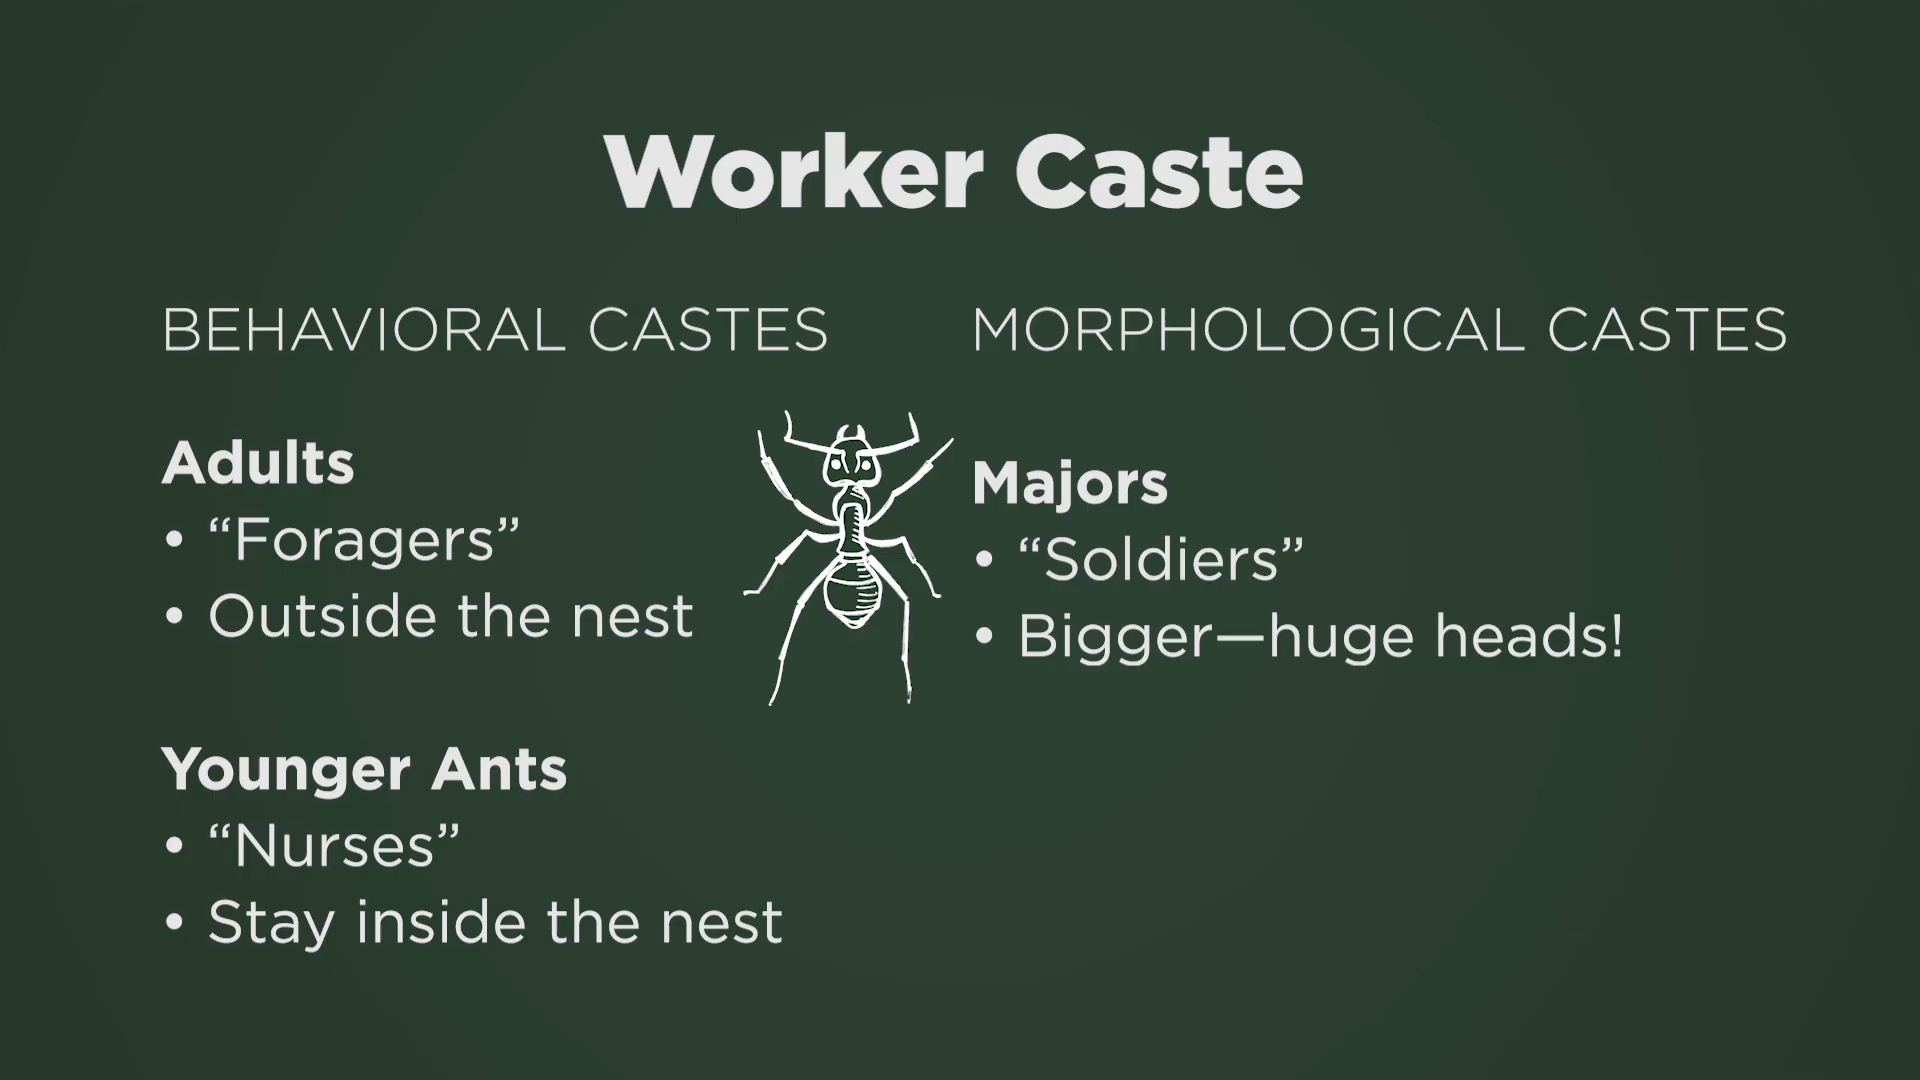 Worker Caste
BEHAVIORAL CASTES
Adults
• “Foragers”
• Outside the nest
Younger Ants
• “Nurses”
• Stay inside the nest
MORPHOLOGICAL CASTES
Majors
• “Soldiers”
• Bigger—huge heads!